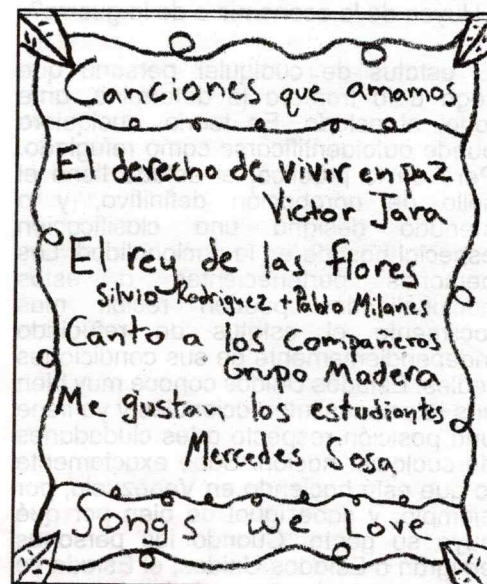 Canciones que amamos
El derecho de vivir en paz
Victor Jara
El rey de las flores
Silvio Rodriguez + Pablo Milanes
Canto a los Compañeros
Grupo Madera
Me gustan los estudiantes
Mercedes Sosa
Songs we love